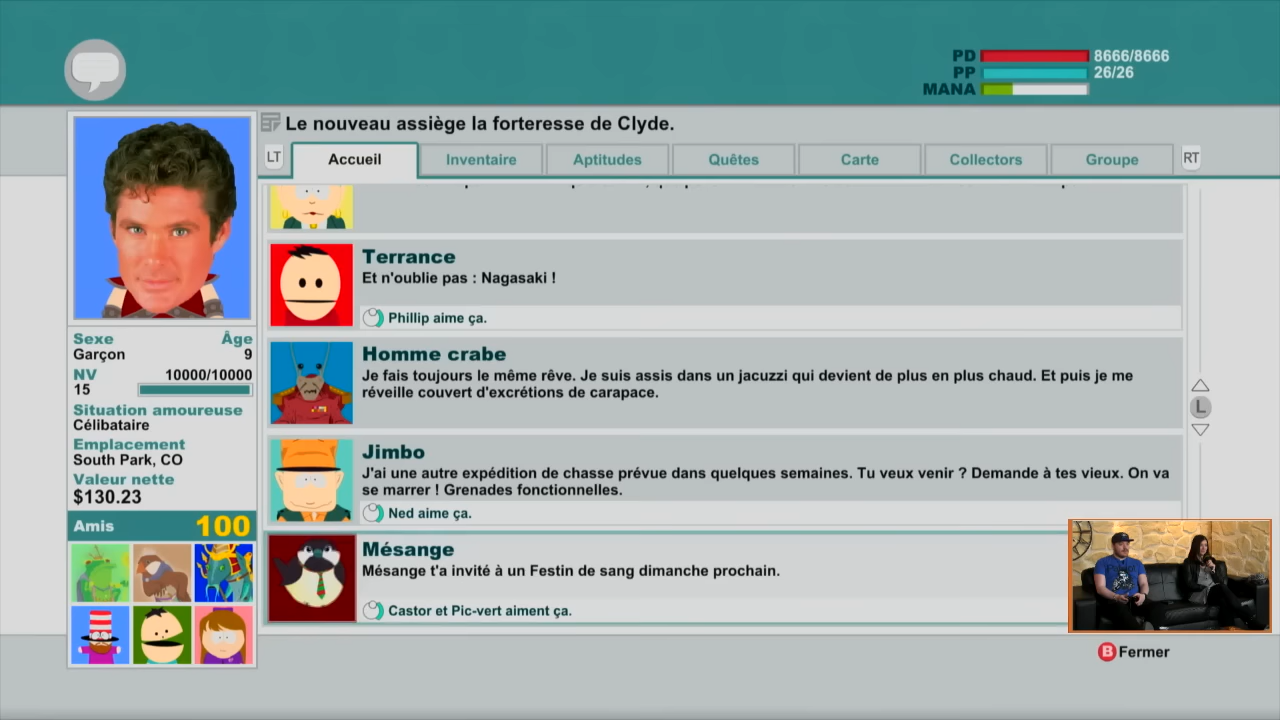 PD 8666/8666
PP 26/26
MANA
Le nouveau assiège la forteresse de Clyde.
LT Accueil Inventaire Aptitudes Quêtes Carte Collectors Groupe RT
Terrance
Et n'oublie pas : Nagasaki !
Phillip aime ça.
Sexe Âge
Garçon 9
NV 10000/10000
15
Situation amoureuse
Célibataire
Emplacement
South Park, CO
Valeur nette
$130.23
Amis 100
Homme crabe
Je fais toujours le même rêve. Je suis assis dans un jacuzzi qui devient de plus en plus chaud. Et puis je me
réveille couvert d'excrétions de carapace.
L
Jimbo
J'ai une autre expédition de chasse prévue dans quelques semaines. Tu veux venir ? Demande à tes vieux. On va
se marrer ! Grenades fonctionnelles.
Ned aime ça.
Mésange
Mésange t'a invité à un Festin de sang dimanche prochain.
Castor et Pic-vert aiment ça.
B Fermer